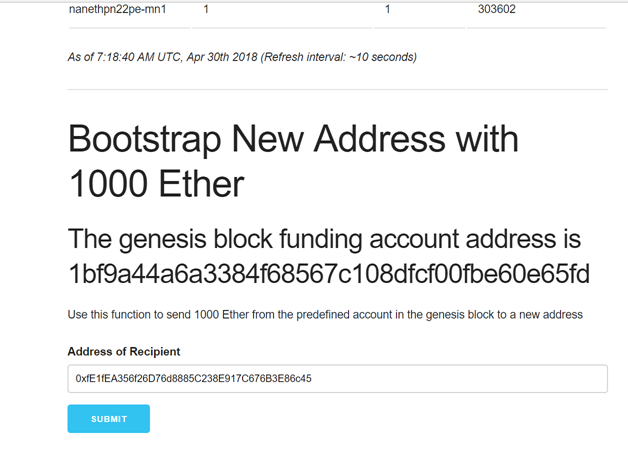 nanethpn22pe-mn1 1 1 303602
As of 7:18:40 AM UTC, Apr 30th 2018 (Refresh interval: ~10 seconds)
Bootstrap New Address with
1000 Ether
The genesis block funding account address is
1bf9a44a6a3384f68567c108dfcf00fbe60e65fd
Use this function to send 1000 Ether from the predefined account in the genesis block to a new address
Address of Recipient
0xfE1fEA356f26D76d8885C238E917C676B3E86c45
SUBMIT